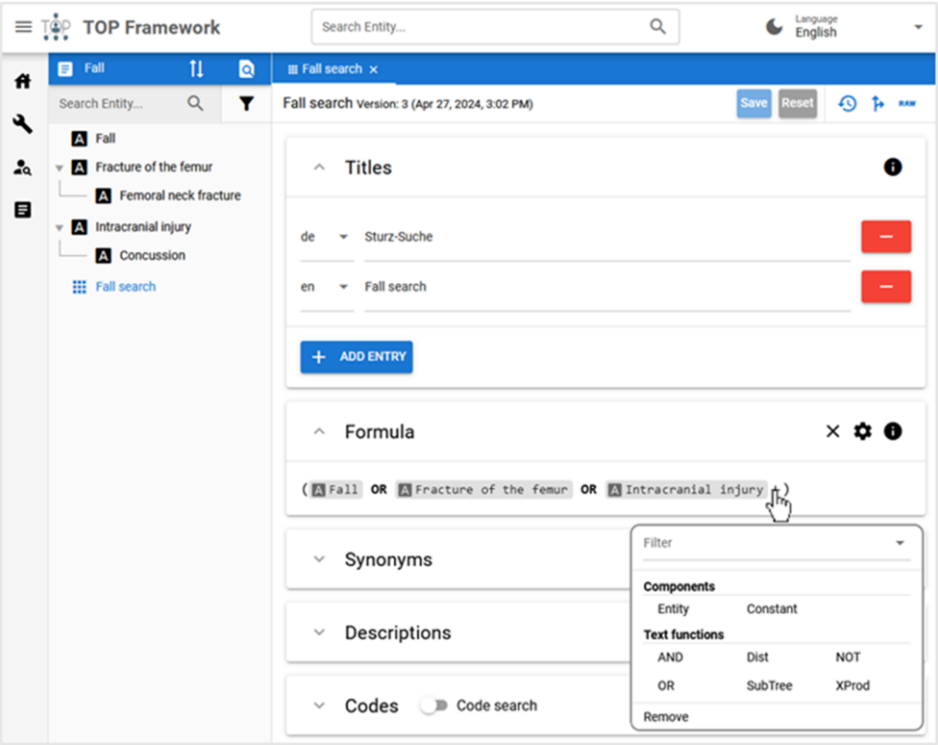 TOP TOP Framework Search Entity... Language
English
Fall Fall search ×
Search Entity... Fall search Version: 3 (Apr 27, 2024, 3:02 PM) Save Reset RAW
A Fall
A Fracture of the femur
A Femoral neck fracture
A Intracranial injury
A Concussion
Fall search
Titles
de Sturz-Suche
en Fall search
+ ADD ENTRY
Formula
( A Fall OR A Fracture of the femur OR A Intracranial injury + )
Synonyms
Descriptions
Codes Code search
Filter
Components
Entity Constant
Text functions
AND Dist NOT
OR SubTree XProd
Remove